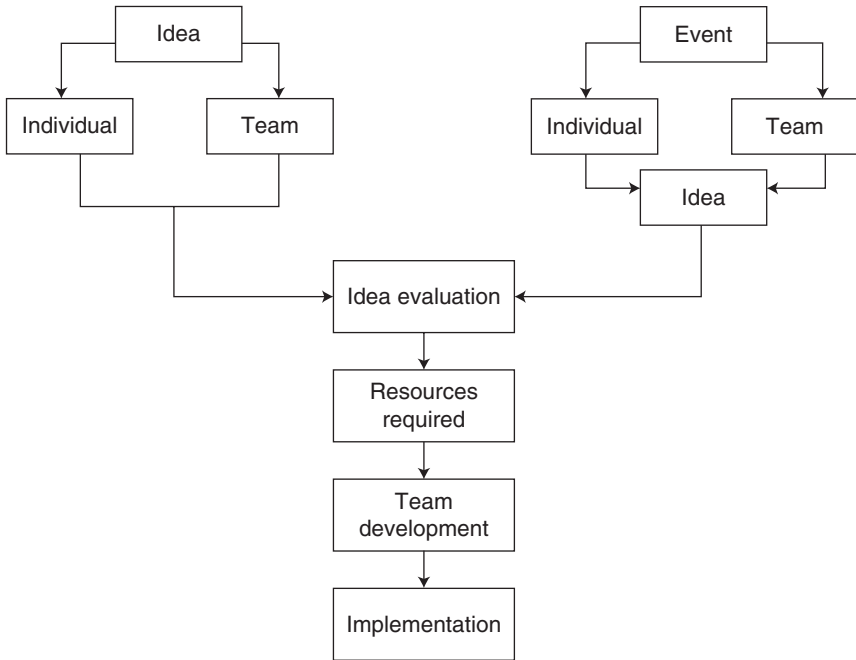 Idea
Event
Individual
Team
Individual
Team
Idea
Idea evaluation
Resources
required
Team
development
Implementation